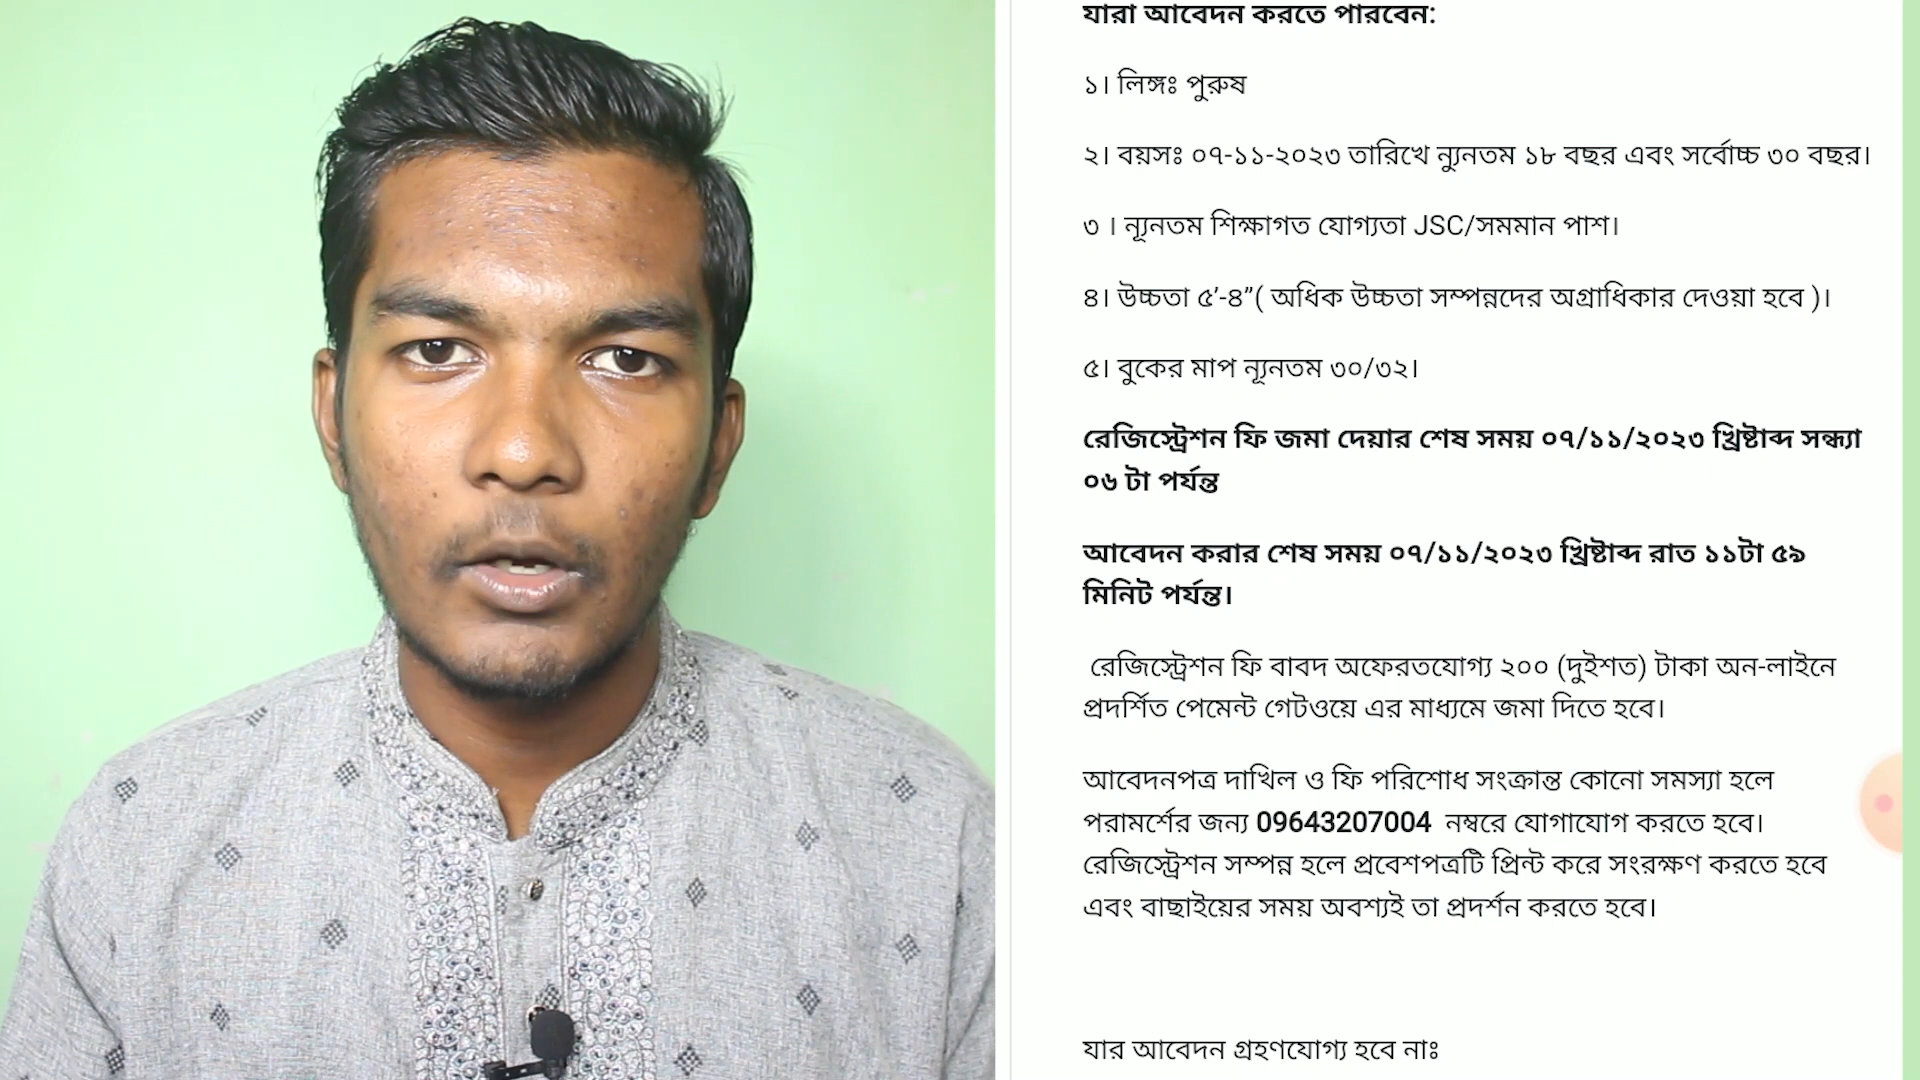 যারা আবেদন করতে পারবেন:
১। লিঙ্গঃ পুরুষ
২। বয়সঃ ০৭-১১-২০২৩ তারিখে ন্যুনতম ১৮ বছর এবং সর্বোচ্চ ৩০ বছর।
৩ । ন্যূনতম শিক্ষাগত যোগ্যতা JSC/সমমান পাশ।
৪। উচ্চতা ৫’-৪”( অধিক উচ্চতা সম্পন্নদের অগ্রাধিকার দেওয়া হবে )।
৫। বুকের মাপ ন্যূনতম ৩০/৩২।
রেজিস্ট্রেশন ফি জমা দেয়ার শেষ সময় ০৭/১১/২০২৩ খ্রিষ্টাব্দ সন্ধ্যা
০৬ টা পর্যন্ত
আবেদন করার শেষ সময় ০৭/১১/২০২৩ খ্রিষ্টাব্দ রাত ১১টা ৫৯
মিনিট পর্যন্ত।
রেজিস্ট্রেশন ফি বাবদ অফেরতযোগ্য ২০০ (দুইশত) টাকা অন-লাইনে
প্রদর্শিত পেমেন্ট গেটওয়ে এর মাধ্যমে জমা দিতে হবে।
আবেদনপত্র দাখিল ও ফি পরিশোধ সংক্রান্ত কোনো সমস্যা হলে
পরামর্শের জন্য 09643207004 নম্বরে যোগাযোগ করতে হবে।
রেজিস্ট্রেশন সম্পন্ন হলে প্রবেশপত্রটি প্রিন্ট করে সংরক্ষণ করতে হবে
এবং বাছাইয়ের সময় অবশ্যই তা প্রদর্শন করতে হবে।
যার আবেদন গ্রহণযোগ্য হবে নাঃ